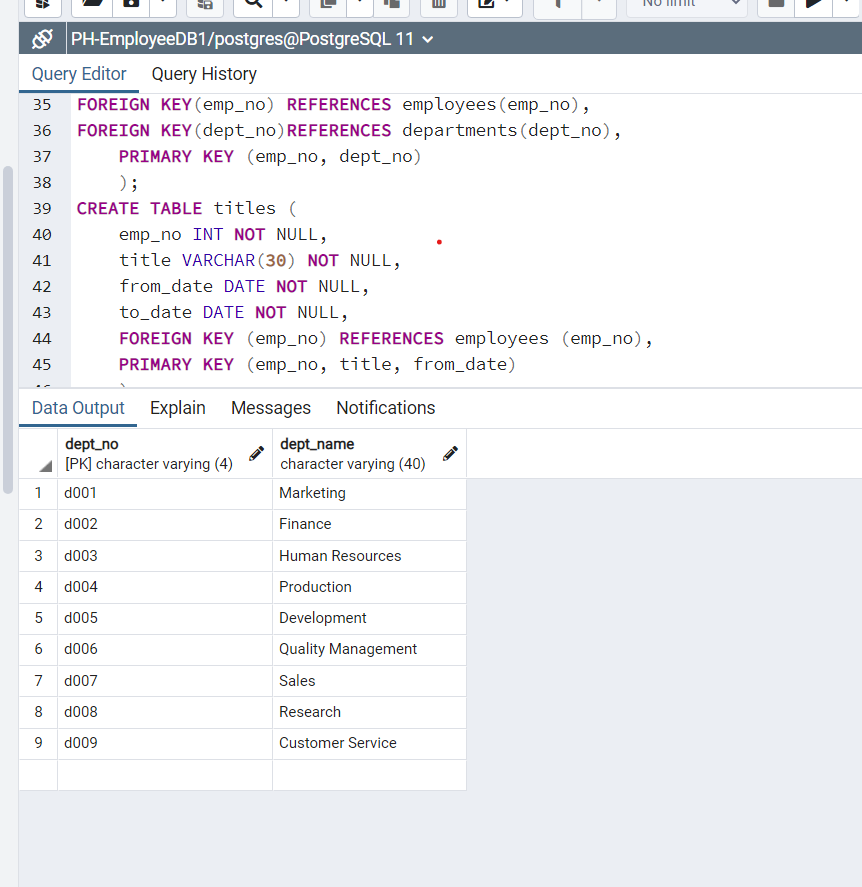 No limit
PH-EmployeeDB1/postgres@PostgreSQL 11
Query Editor Query History
35 FOREIGN KEY(emp_no) REFERENCES employees(emp_no),
36 FOREIGN KEY(dept_no)REFERENCES departments(dept_no),
37 PRIMARY KEY (emp_no, dept_no)
38 );
39 CREATE TABLE titles (
40 emp_no INT NOT NULL,
41 title VARCHAR(30) NOT NULL,
42 from_date DATE NOT NULL,
43 to_date DATE NOT NULL,
44 FOREIGN KEY (emp_no) REFERENCES employees (emp_no),
45 PRIMARY KEY (emp_no, title, from_date)
Data Output Explain Messages Notifications
dept_no dept_name
[PK] character varying (4) character varying (40)
1 d001 Marketing
2 d002 Finance
3 d003 Human Resources
4 d004 Production
5 d005 Development
6 d006 Quality Management
7 d007 Sales
8 d008 Research
9 d009 Customer Service